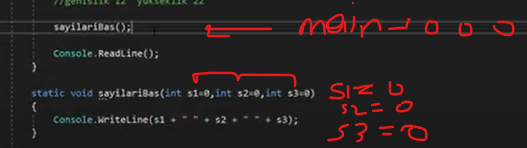 //genislik 12 yukseklik 22
sayilariBas();
main → 0 0 0
Console.ReadLine();
}
static void sayilariBas(int s1=0,int s2=0,int s3=0)
{
Console.WriteLine(s1 + " " + s2 + " " + s3);
}
s1 = 0
s2 = 0
s3 = 0